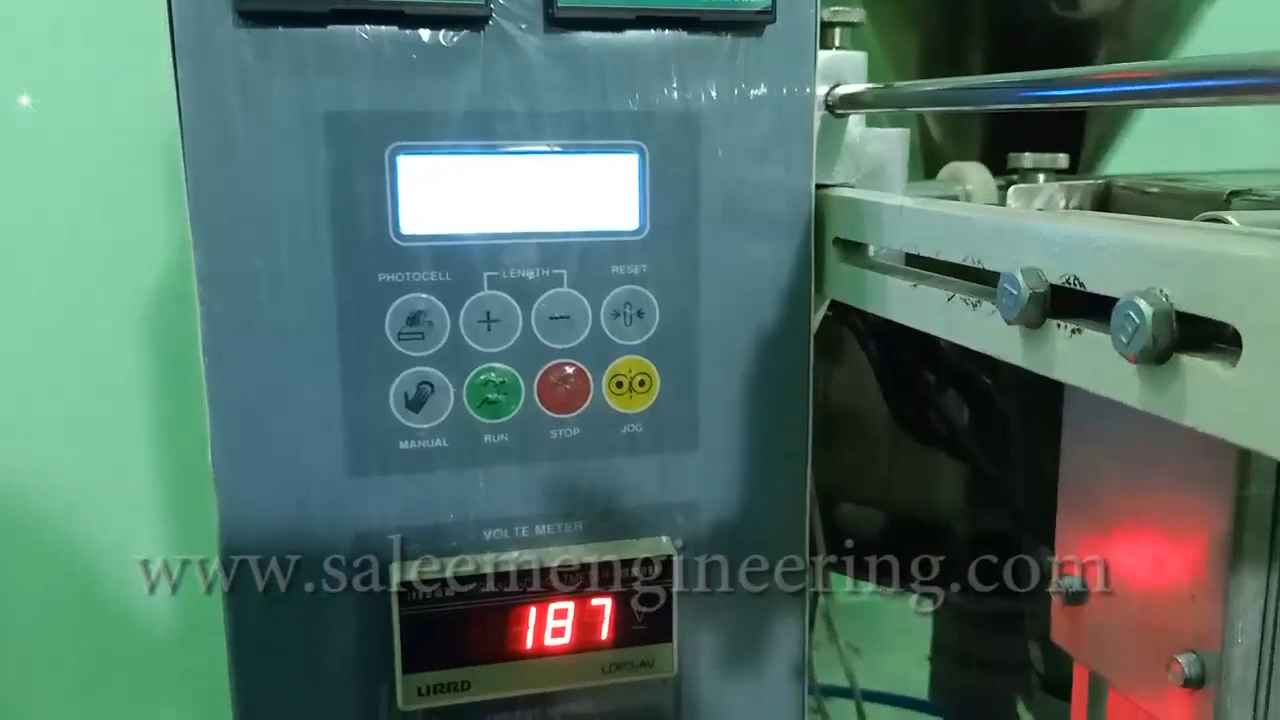 PHOTOCELL
LENGTH
RESET
MANUAL
RUN
STOP
JOG
VOLTE METER
www.saleemengineering.com
187
V
LDP3-AV
LIRRD